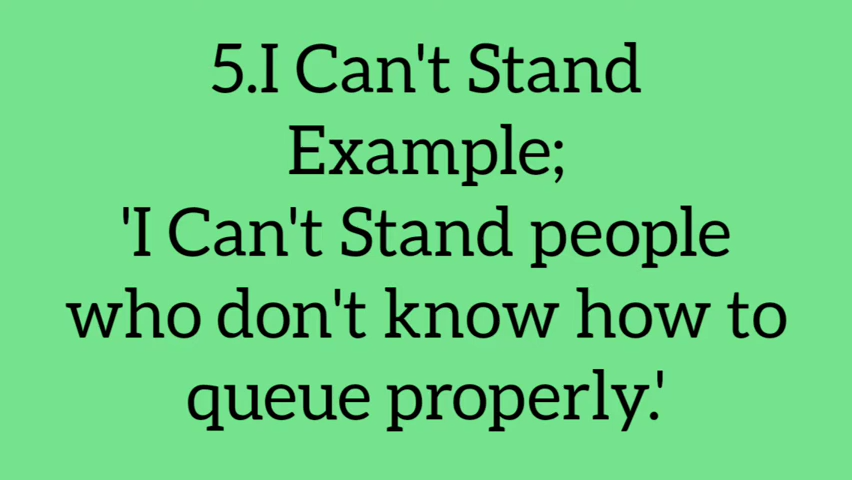 5.I Can't Stand
Example;
'I Can't Stand people
who don't know how to
queue properly.'